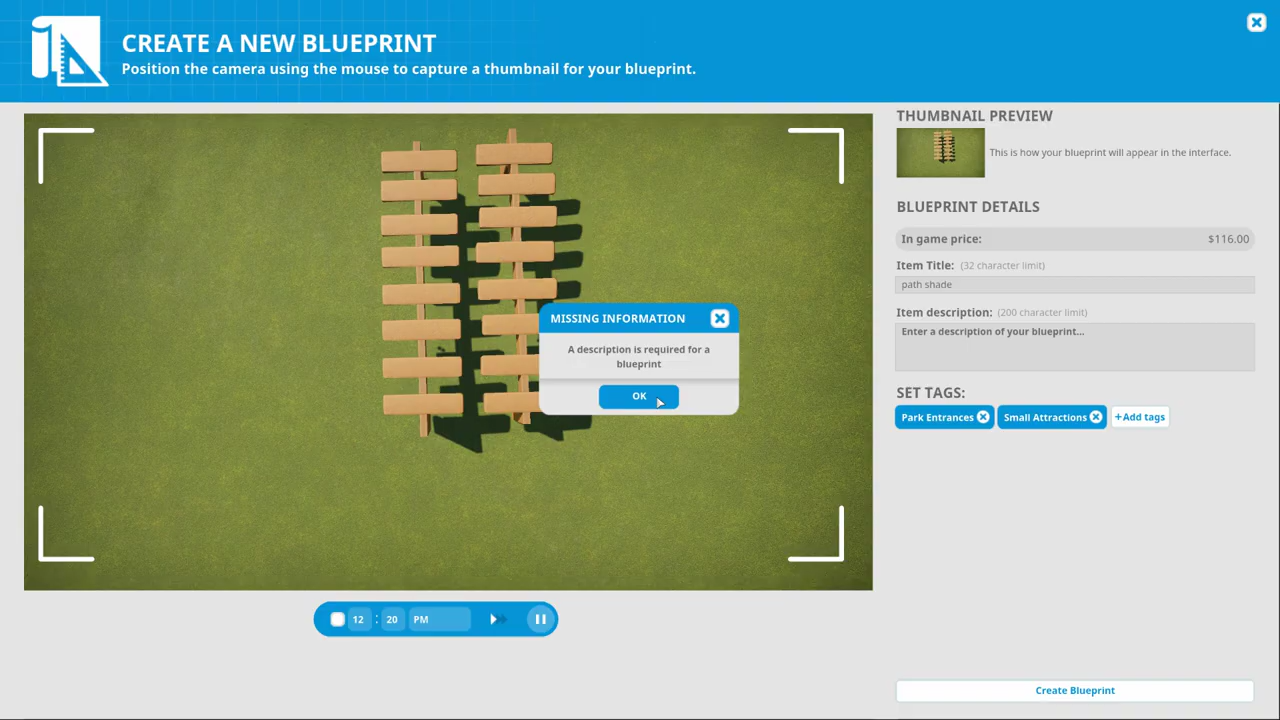 CREATE A NEW BLUEPRINT
Position the camera using the mouse to capture a thumbnail for your blueprint.
THUMBNAIL PREVIEW
This is how your blueprint will appear in the interface.
BLUEPRINT DETAILS
In game price: $116.00
Item Title: (32 character limit)
path shade
Item description: (200 character limit)
Enter a description of your blueprint...
SET TAGS:
Park Entrances Small Attractions +Add tags
MISSING INFORMATION
A description is required for a
blueprint
OK
12 : 20 PM
Create Blueprint